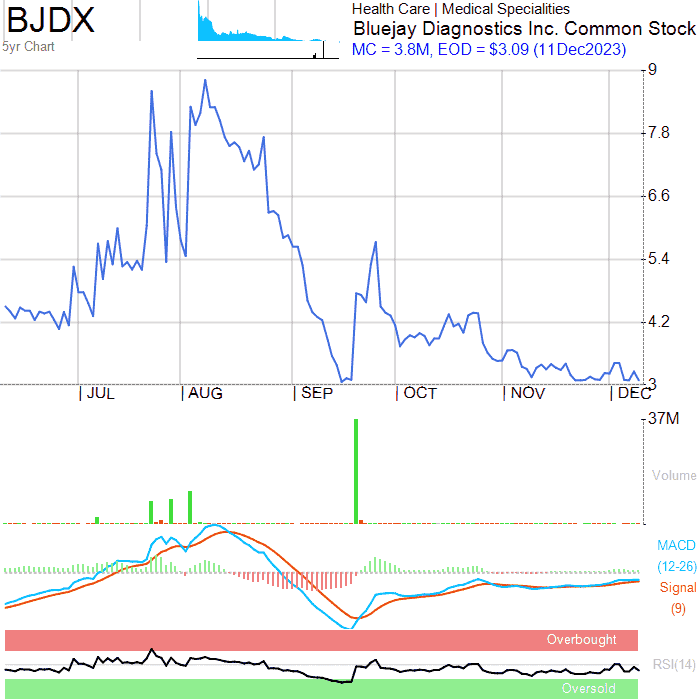 BJDX
5yr Chart
Health Care | Medical Specialities
Bluejay Diagnostics Inc. Common Stock
MC = 3.8M, EOD = $3.09 (11Dec2023)
9
7.8
6.6
5.4
4.2
3
JUL AUG SEP OCT NOV DEC
37M
Volume
MACD
(12-26)
Signal
(9)
Overbought
RSI(14)
Oversold